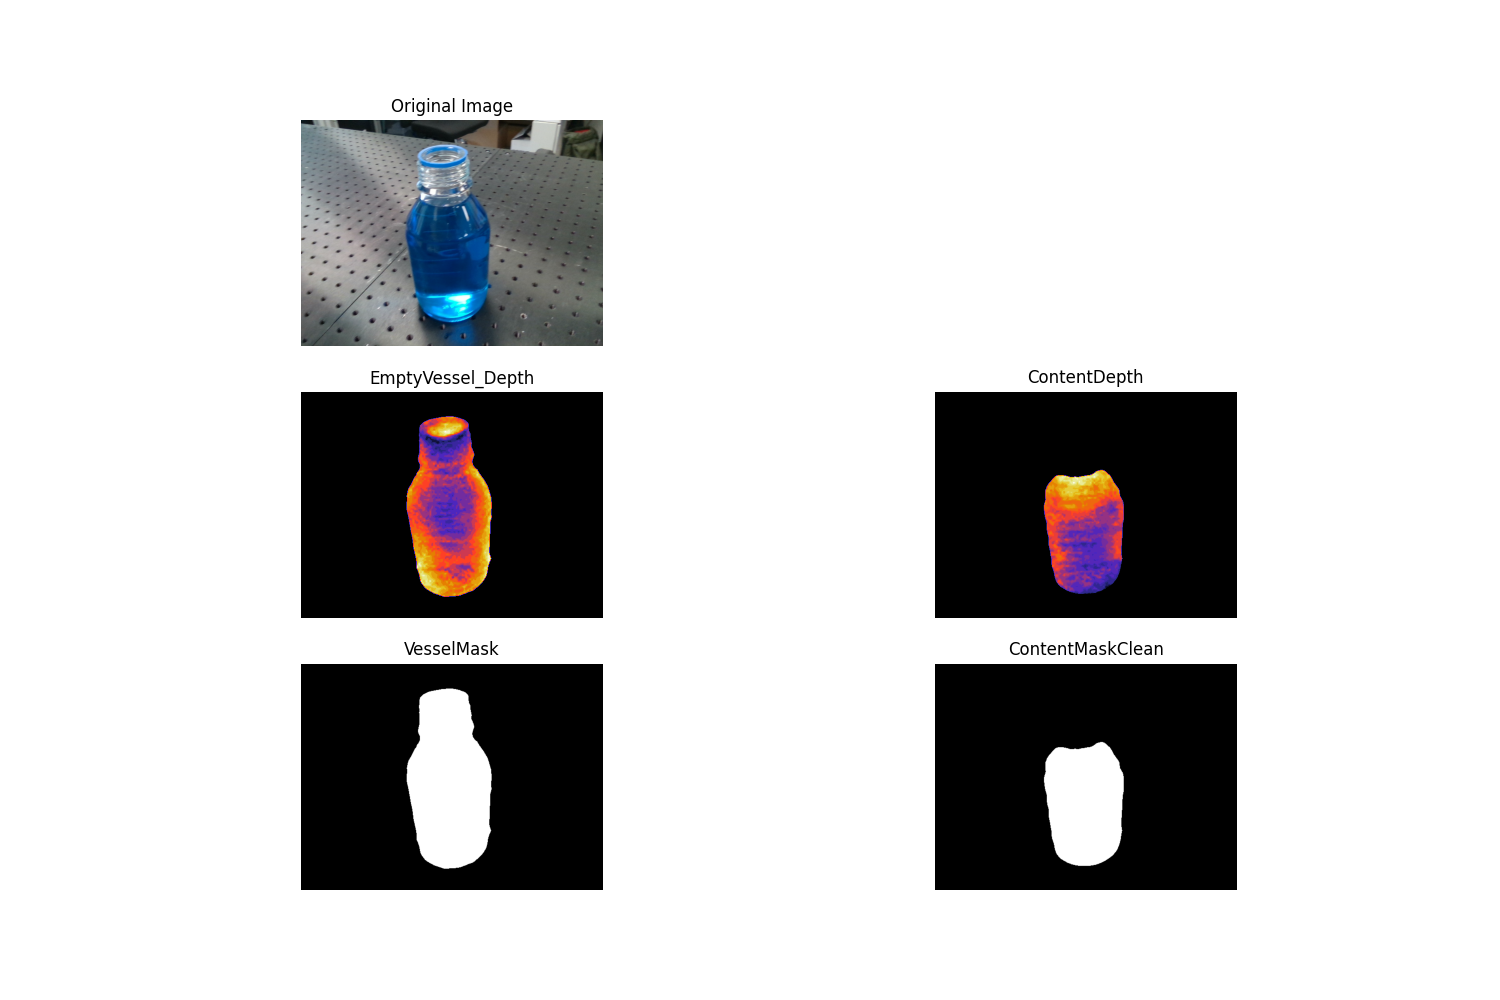 Original Image
EmptyVessel_Depth
ContentDepth
VesselMask
ContentMaskClean